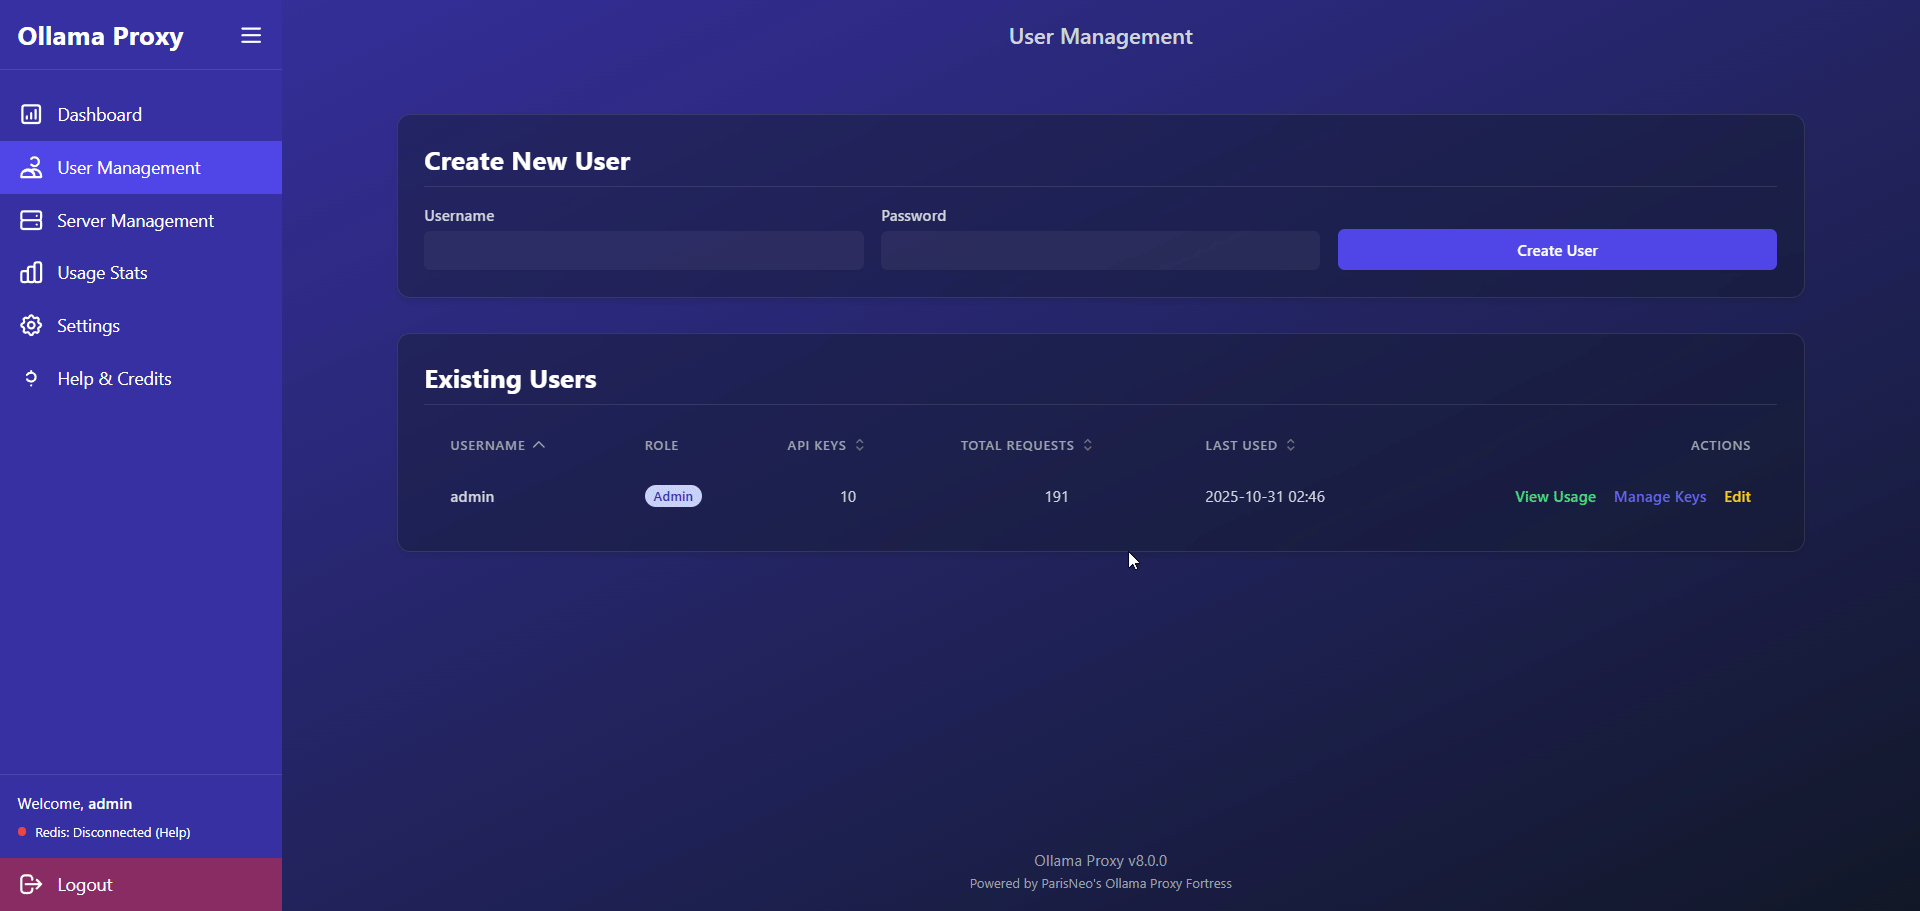 Ollama Proxy
Dashboard
User Management
Server Management
Usage Stats
Settings
Help & Credits
Welcome, admin
Redis: Disconnected (Help)
Logout
User Management
Create New User
Username Password
Create User
Existing Users
USERNAME ROLE API KEYS TOTAL REQUESTS LAST USED ACTIONS
admin Admin 10 191 2025-10-31 02:46 View Usage Manage Keys Edit
Ollama Proxy v8.0.0
Powered by ParisNeo's Ollama Proxy Fortress